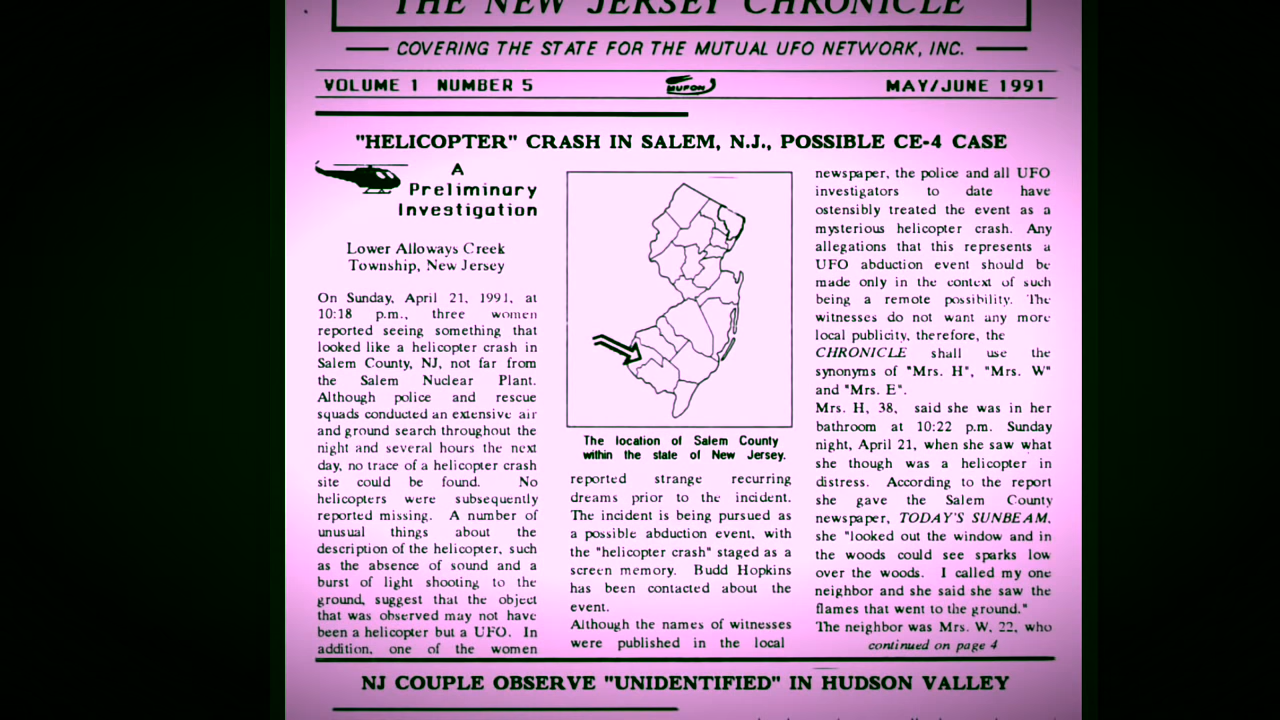 THE NEW JERSEY CHRONICLE
COVERING THE STATE FOR THE MUTUAL UFO NETWORK, INC.
VOLUME 1 NUMBER 5
MUFON
MAY/JUNE 1991
"HELICOPTER" CRASH IN SALEM, N.J., POSSIBLE CE-4 CASE
A
Preliminary
Investigation
Lower Alloways Creek
Township, New Jersey
On Sunday, April 21, 1991, at
10:18 p.m., three women
reported seeing something that
looked like a helicopter crash in
Salem County, NJ, not far from
the Salem Nuclear Plant.
Although police and rescue
squads conducted an extensive air
and ground search throughout the
night and several hours the next
day, no trace of a helicopter crash
site could be found. No
helicopters were subsequently
reported missing. A number of
unusual things about the
description of the helicopter, such
as the absence of sound and a
burst of light shooting to the
ground, suggest that the object
that was observed may not have
been a helicopter but a UFO. In
addition, one of the women
The location of Salem County
within the state of New Jersey.
reported strange recurring
dreams prior to the incident.
The incident is being pursued as
a possible abduction event, with
the "helicopter crash" staged as a
screen memory. Budd Hopkins
has been contacted about the
event.
Although the names of witnesses
were published in the local
newspaper, the police and all UFO
investigators to date have
ostensibly treated the event as a
mysterious helicopter crash. Any
allegations that this represents a
UFO abduction event should be
made only in the context of such
being a remote possibility. The
witnesses do not want any more
local publicity, therefore, the
CHRONICLE shall use the
synonyms of "Mrs. H", "Mrs. W"
and "Mrs. E".
Mrs. H, 38, said she was in her
bathroom at 10:22 p.m. Sunday
night, April 21, when she saw what
she though was a helicopter in
distress. According to the report
she gave the Salem County
newspaper, TODAY'S SUNBEAM,
she "looked out the window and in
the woods could see sparks low
over the woods. I called my one
neighbor and she said she saw the
flames that went to the ground."
The neighbor was Mrs. W, 22, who
continued on page 4
NJ COUPLE OBSERVE "UNIDENTIFIED" IN HUDSON VALLEY